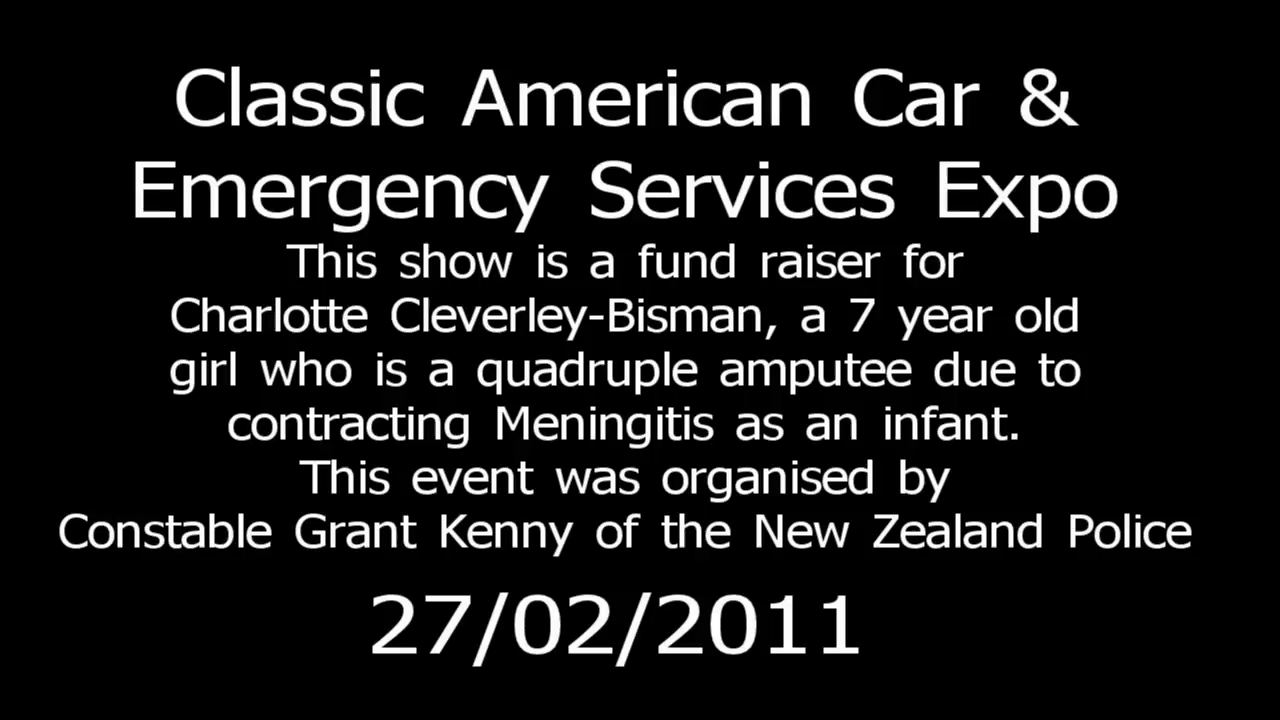 Classic American Car &
Emergency Services Expo
This show is a fund raiser for
Charlotte Cleverley-Bisman, a 7 year old
girl who is a quadruple amputee due to
contracting Meningitis as an infant.
This event was organised by
Constable Grant Kenny of the New Zealand Police
27/02/2011